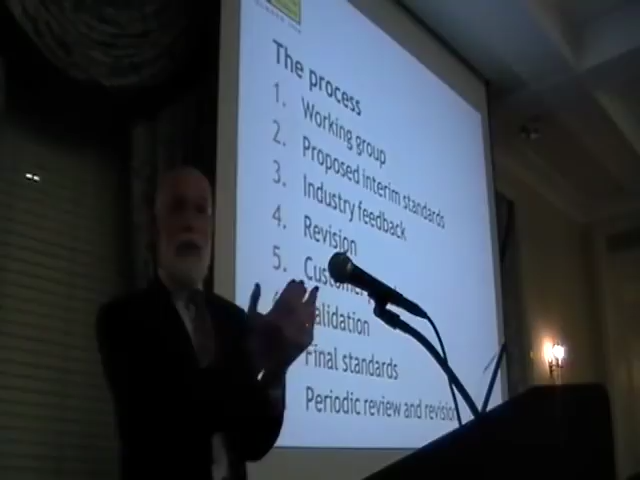 The process
1. Working group
2. Proposed interim standards
3. Industry feedback
4. Revision
5.
Final standards
Periodic review and revision